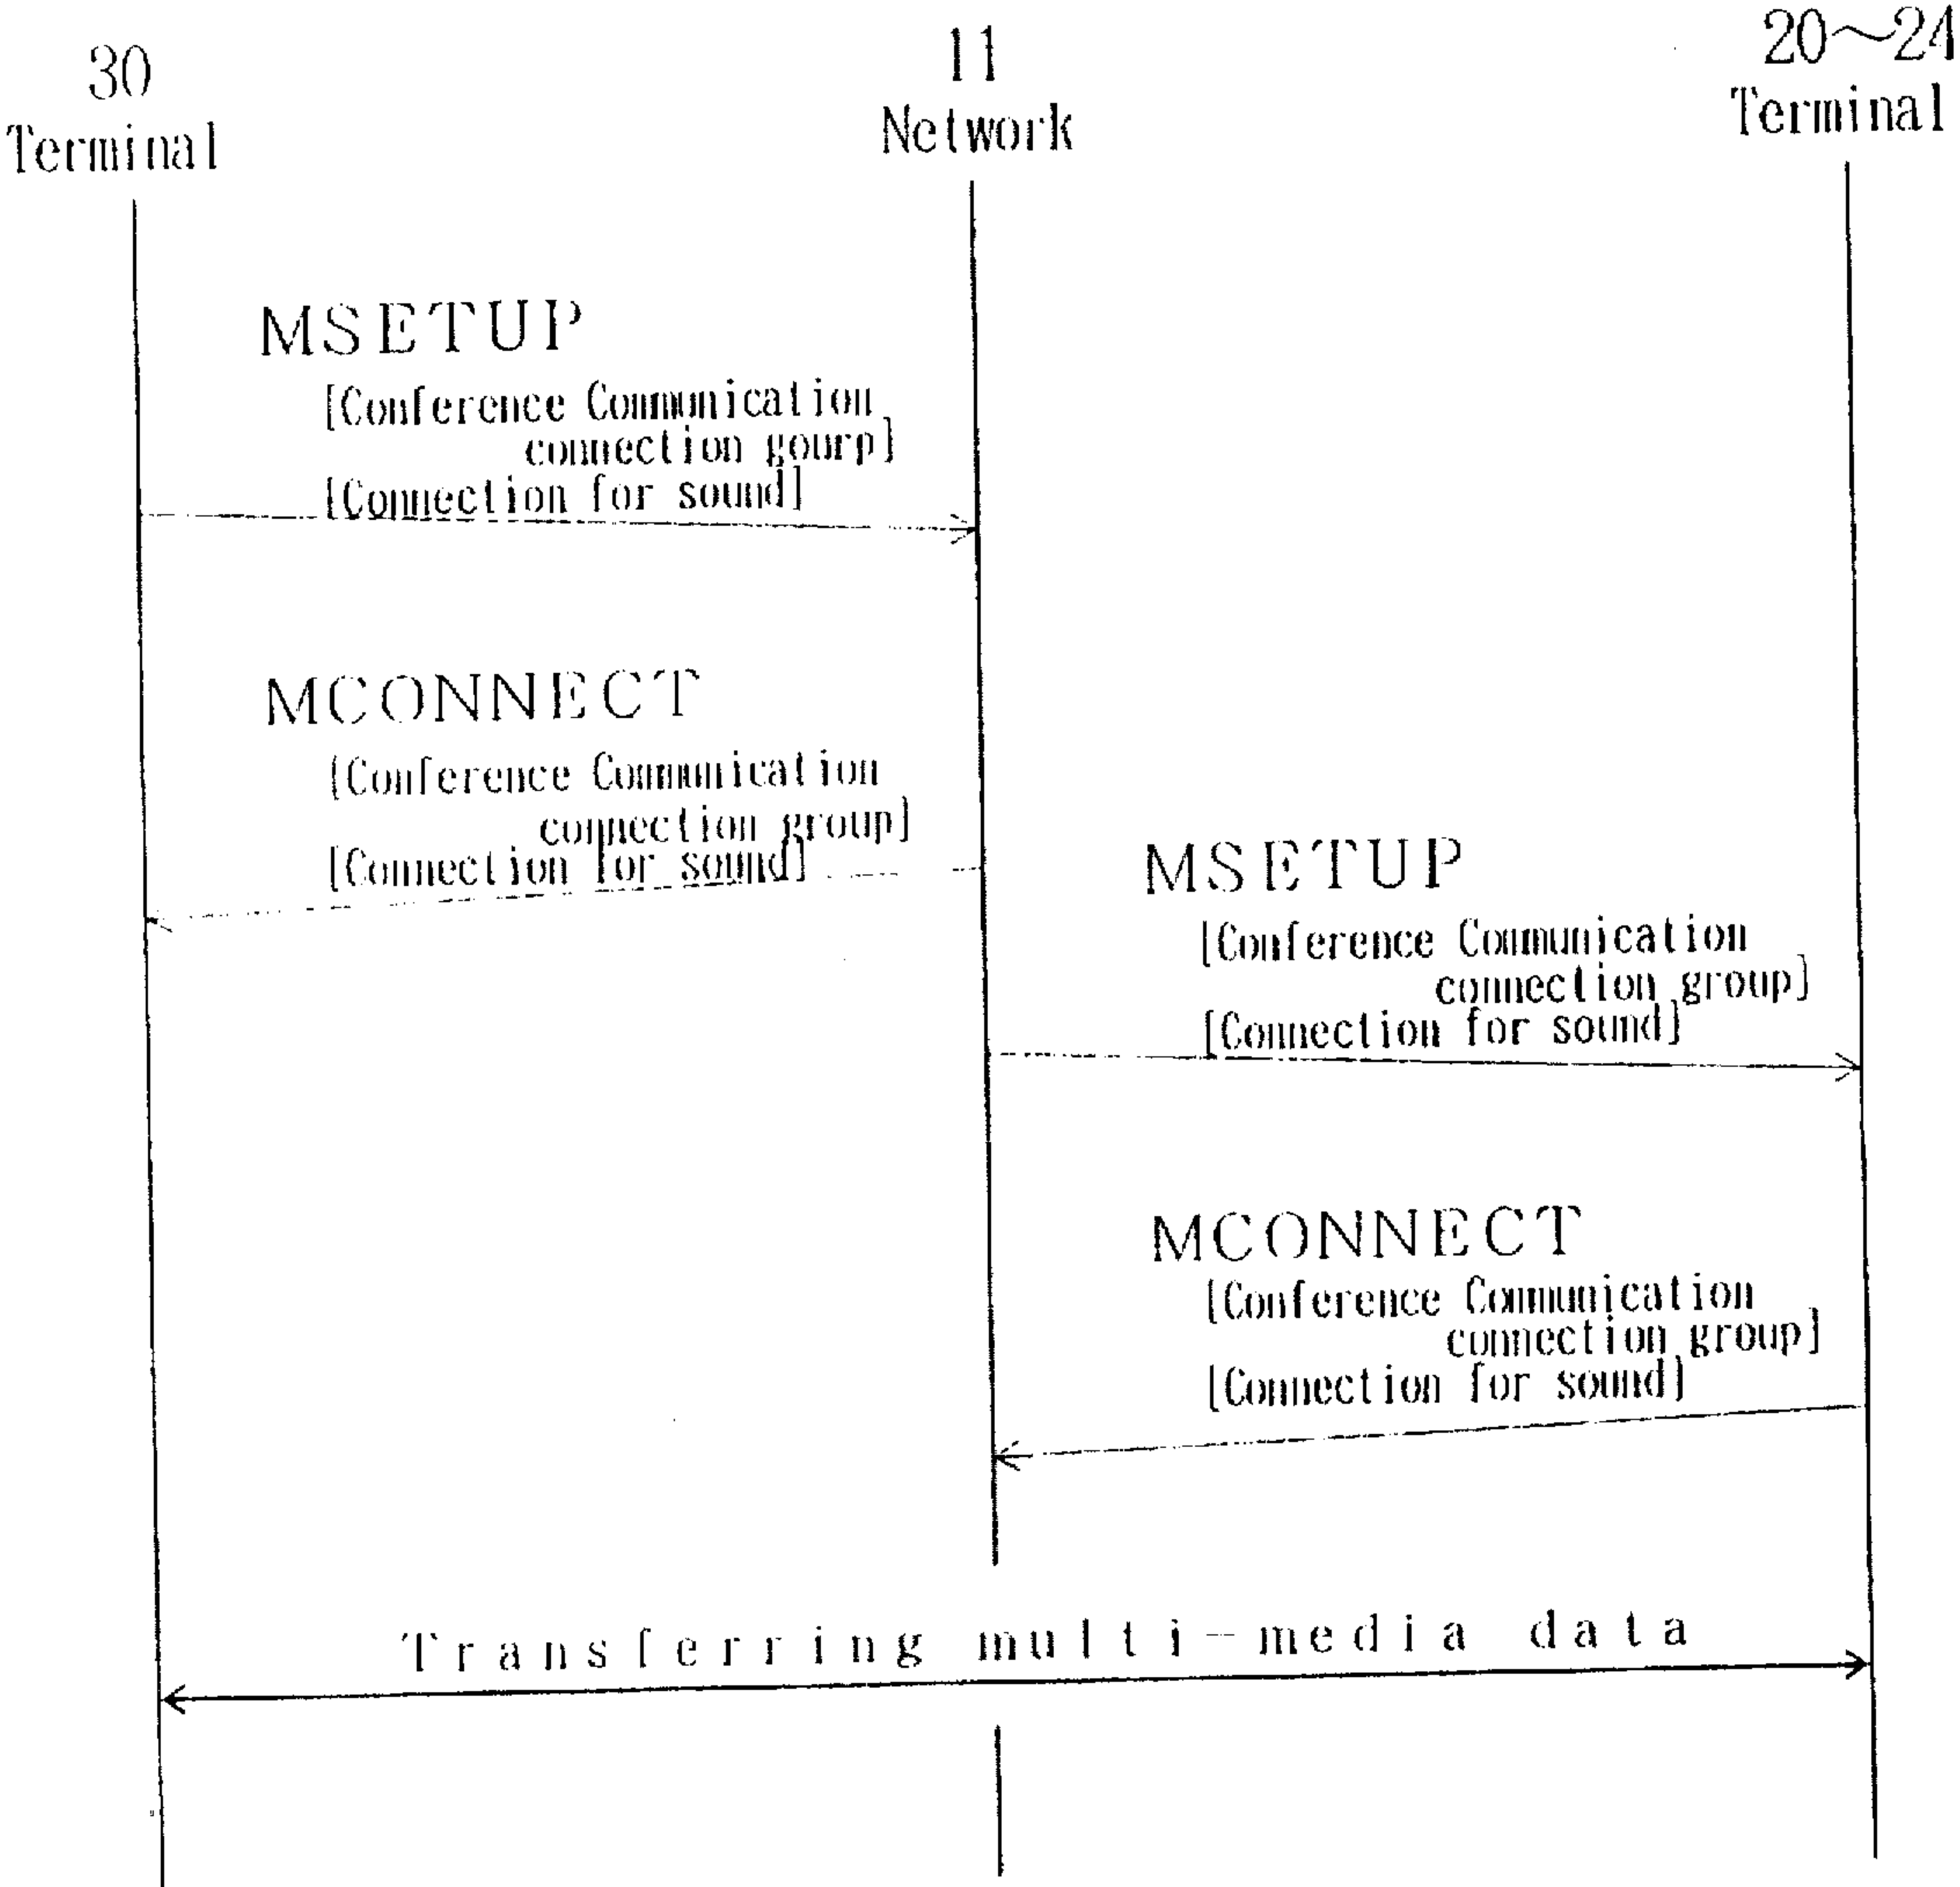 30
Terminal
11
Network
20～24
Terminal
MSETUP
[Conference Communication
connection gourp]
[Connection for sound]
MCONNECT
[Conference Communication
connection group]
[Connection for sound]
MSETUP
[Conference Communication
connection group]
[Connection for sound]
MCONNECT
[Conference Communication
connection group]
[Connection for sound]
Transferring multi-media data